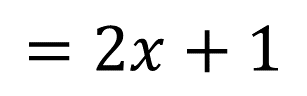 = 2x + 1